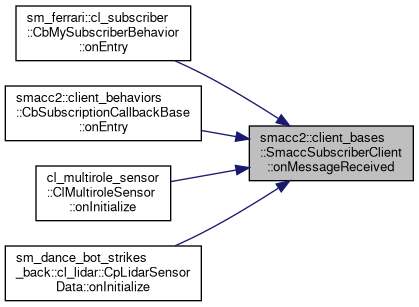 sm_ferrari::cl_subscriber
::CbMySubscriberBehavior
::onEntry
smacc2::client_behaviors
::CbSubscriptionCallbackBase
::onEntry
smacc2::client_bases
::SmaccSubscriberClient
::onMessageReceived
cl_multirole_sensor
::ClMultiroleSensor
::onInitialize
sm_dance_bot_strikes
_back::cl_lidar::CpLidarSensor
Data::onInitialize